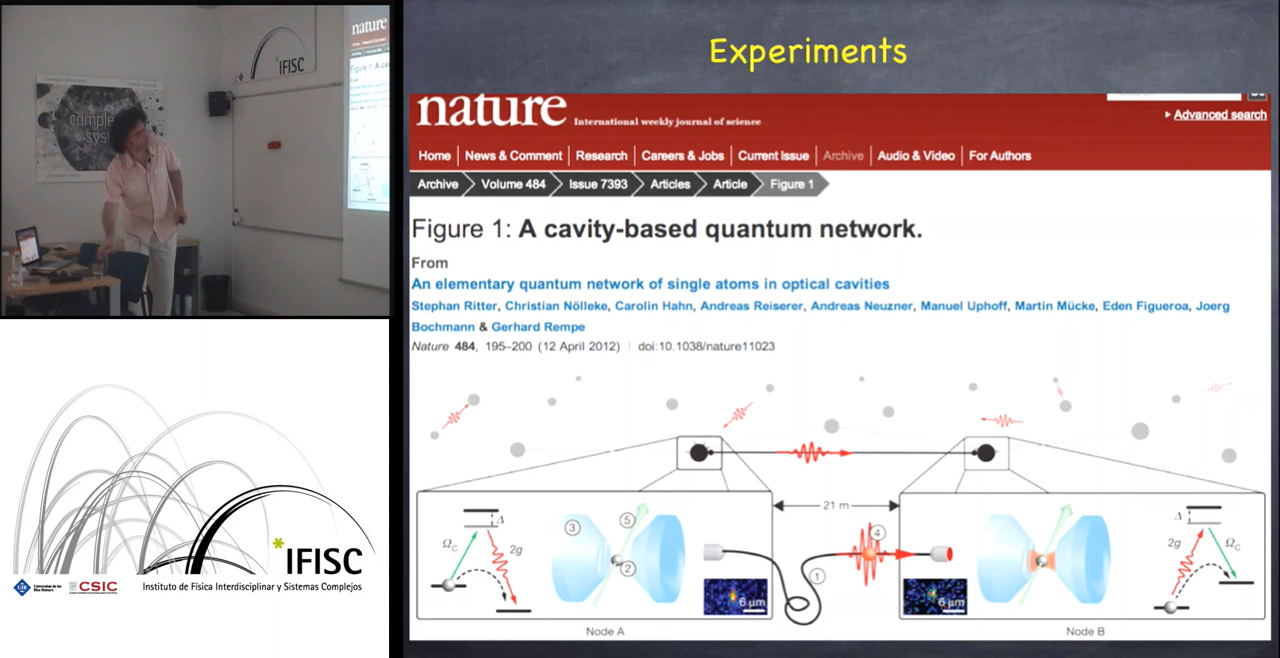 nature
IFISC
comple
syst
Experiments
nature International weekly journal of science
Advanced search
Home | News & Comment | Research | Careers & Jobs | Current Issue | Archive | Audio & Video | For Authors
Archive Volume 484 Issue 7393 Articles Article Figure 1
Figure 1: A cavity-based quantum network.
From
An elementary quantum network of single atoms in optical cavities
Stephan Ritter, Christian Nölleke, Carolin Hahn, Andreas Reiserer, Andreas Neuzner, Manuel Uphoff, Martin Mücke, Eden Figueroa, Joerg
Bochmann & Gerhard Rempe
Nature 484, 195–200 (12 April 2012) | doi:10.1038/nature11023
21 m
Δ
Ω_C
2g
3
5
2
6 μm
1
4
6 μm
Δ
2g
Ω_C
Node A
Node B
*IFISC
UIB
CSIC
Instituto de Física Interdisciplinar y Sistemas Complejos